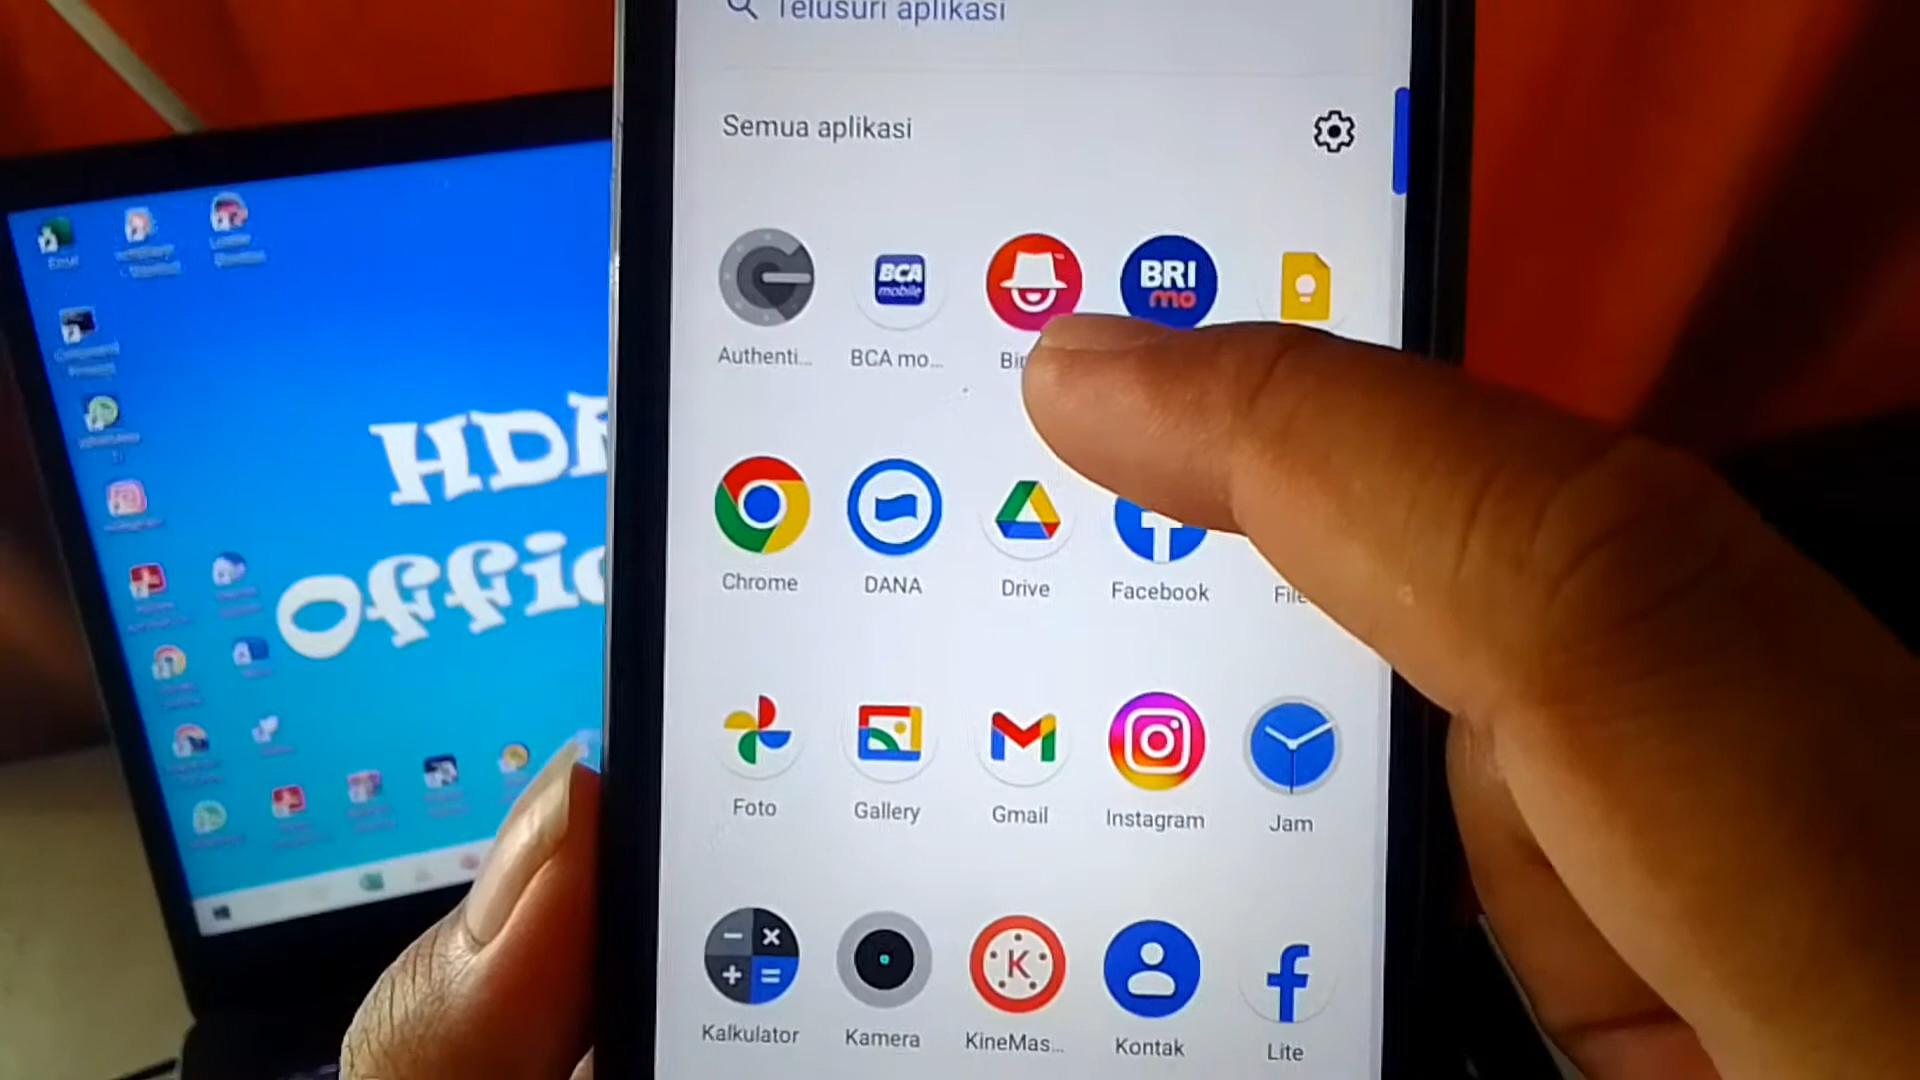 Telusuri aplikasi
Semua aplikasi
BCA
mobile
BRI
mo
Authenti...
BCA mo...
Bi
HD
Offic
Chrome
DANA
Drive
Facebook
File
Foto
Gallery
Gmail
Instagram
Jam
K
Kalkulator
Kamera
KineMas...
Kontak
Lite